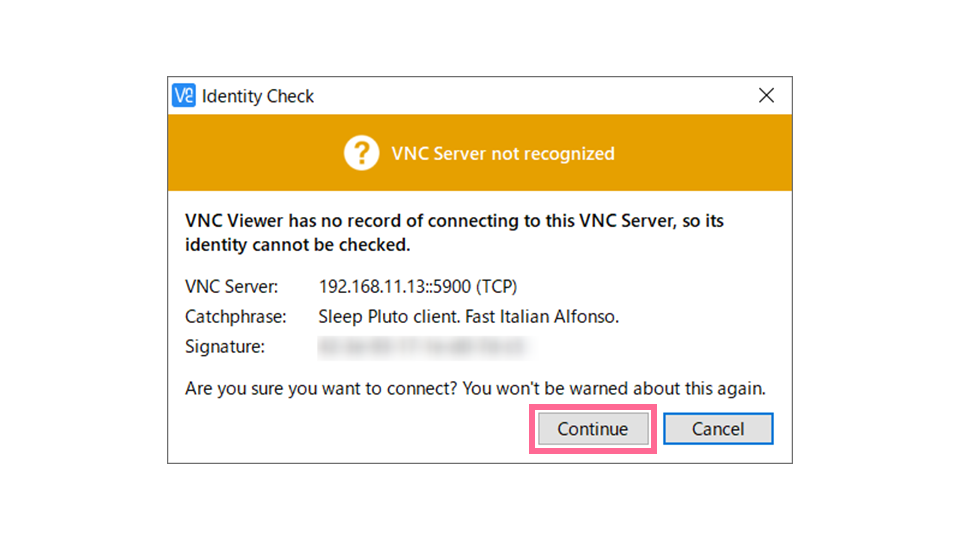 V2 Identity Check
? VNC Server not recognized
VNC Viewer has no record of connecting to this VNC Server, so its
identity cannot be checked.
VNC Server: 192.168.11.13::5900 (TCP)
Catchphrase: Sleep Pluto client. Fast Italian Alfonso.
Signature:
Are you sure you want to connect? You won't be warned about this again.
Continue Cancel